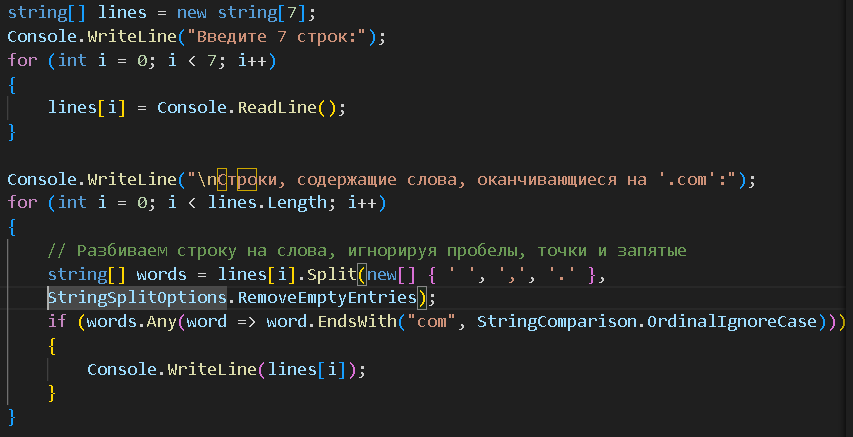 string[] lines = new string[7];
Console.WriteLine("Введите 7 строк:");
for (int i = 0; i < 7; i++)
{
    lines[i] = Console.ReadLine();
}

Console.WriteLine("\nСтроки, содержащие слова, оканчивающиеся на '.com':");
for (int i = 0; i < lines.Length; i++)
{
    // Разбиваем строку на слова, игнорируя пробелы, точки и запятые
    string[] words = lines[i].Split(new[] { ' ', ',', '.' },
    StringSplitOptions.RemoveEmptyEntries);
    if (words.Any(word => word.EndsWith("com", StringComparison.OrdinalIgnoreCase)))
    {
        Console.WriteLine(lines[i]);
    }
}